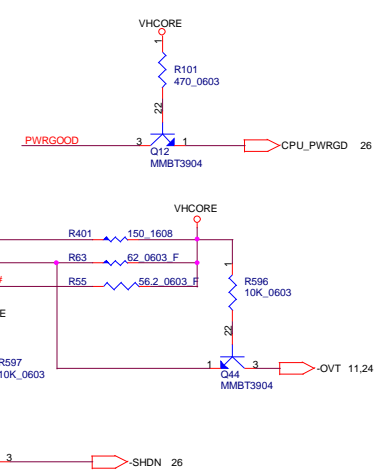 VHCORE
1
R101
470_0603
22
PWRGOOD
3
1
CPU_PWRGD 26
Q12
MMBT3904
VHCORE
R401 150_1608
R63 62_0603_F
R55 56.2_0603_F
1
R596
10K_0603
22
E
R597
10K_0603
1
3
-OVT 11,24
Q44
MMBT3904
3
-SHDN 26